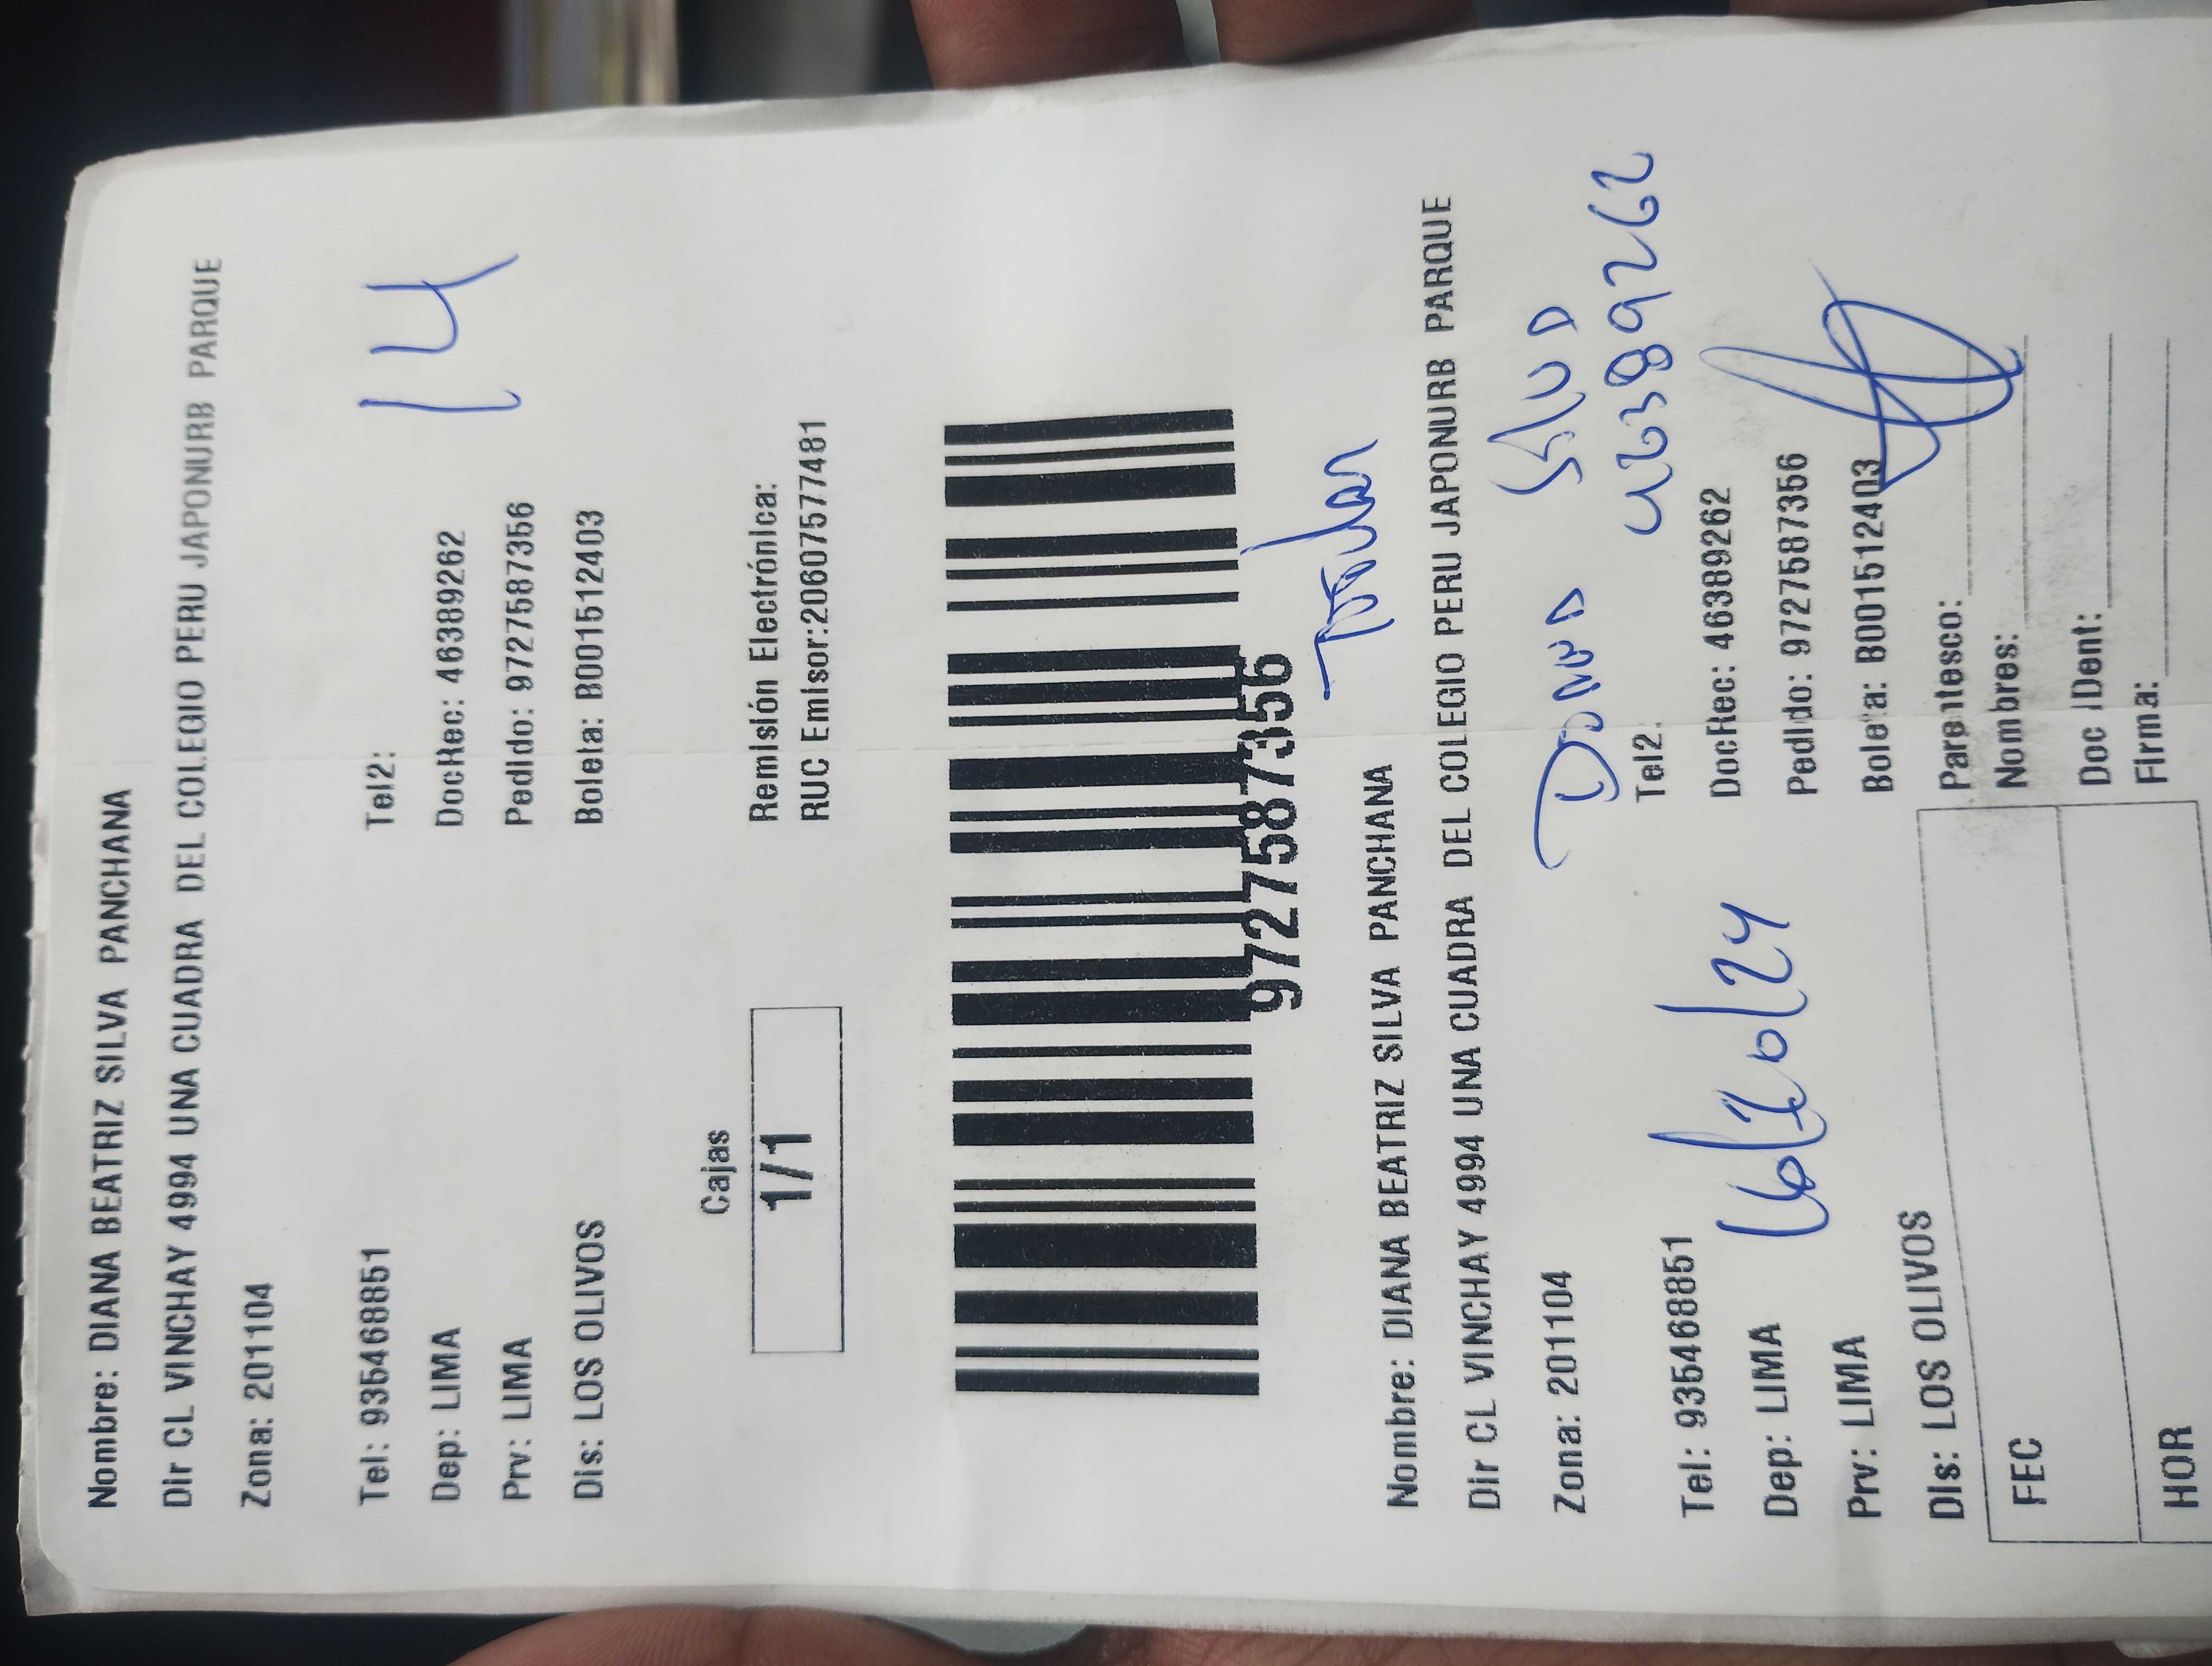 Nombre: DIANA BEATRIZ SILVA PANCHANA
Dir CL VINCHAY 4994 UNA CUADRA DEL COLEGIO PERU JAPONURB PARQUE
Zona: 201104
Tel: 935468851 Tel2:
14
Dep: LIMA DocRec: 46389262
Prv: LIMA Pedido: 9727587356
Dis: LOS OLIVOS Boleta: B001512403
Cajas
1/1
Remisión Electrónica:
RUC Emisor:20607577481
9727587356
Nombre: DIANA BEATRIZ SILVA PANCHANA
Dir CL VINCHAY 4994 UNA CUADRA DEL COLEGIO PERU JAPONURB PARQUE
Zona: 201104
46389262
Tel: 935468851 Tel2:
Dep: LIMA DocRec: 46389262
Prv: LIMA Pedido: 9727587356
Dis: LOS OLIVOS Boleta: B001512403
FEC
HOR
Parentesco:
Nombres:
Doc IDent:
Firma: